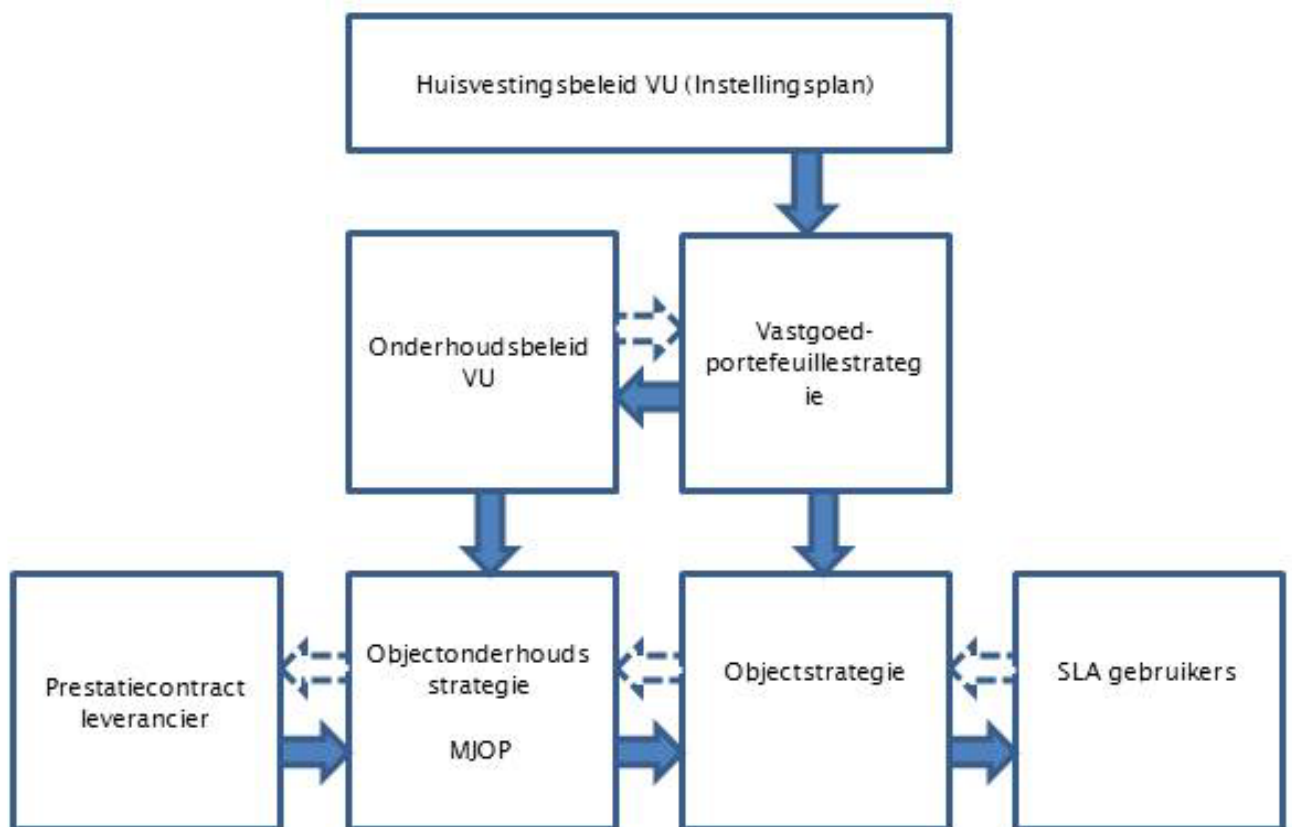 Huisvestingsbeleid VU (Instellingsplan)
Onderhoudsbeleid
VU
Vastgoed-
portefeuillestrateg
ie
Prestatiecontract
leverancier
Objectonderhouds
strategie
MJOP
Objectstrategie
SLA gebruikers